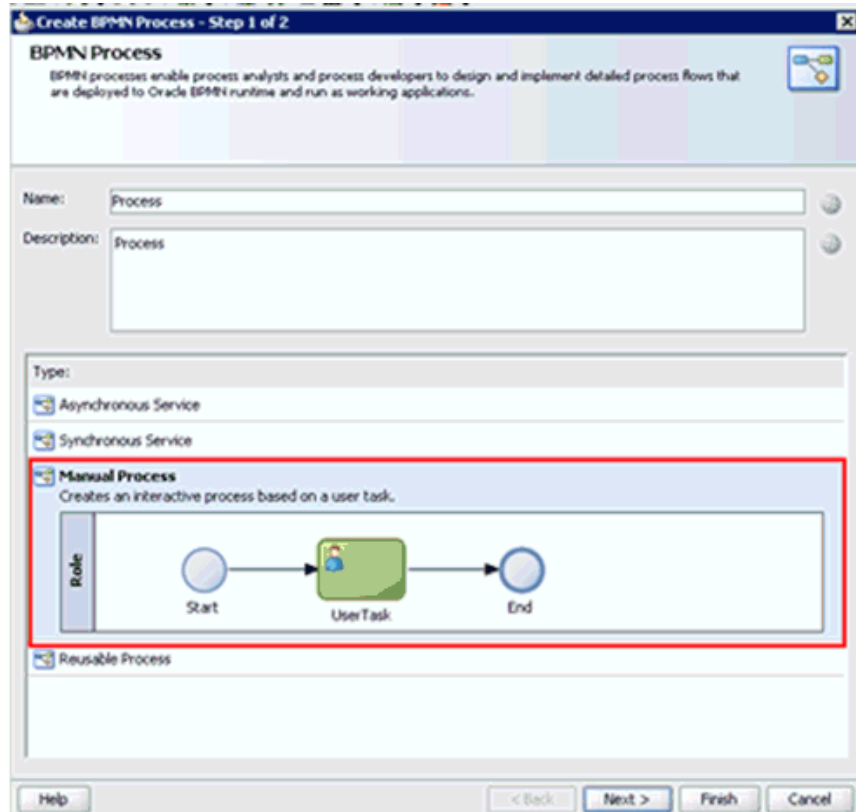 Create BPMN Process - Step 1 of 2
BPMN Process
BPMN processes enable process analysts and process developers to design and implement detailed process flows that
are deployed to Oracle BPMN runtime and run as working applications.
Name:
Process
Description:
Process
Type:
Asynchronous Service
Synchronous Service
Manual Process
Creates an interactive process based on a user task.
Role
Start
UserTask
End
Reusable Process
Help
< Back
Next >
Finish
Cancel